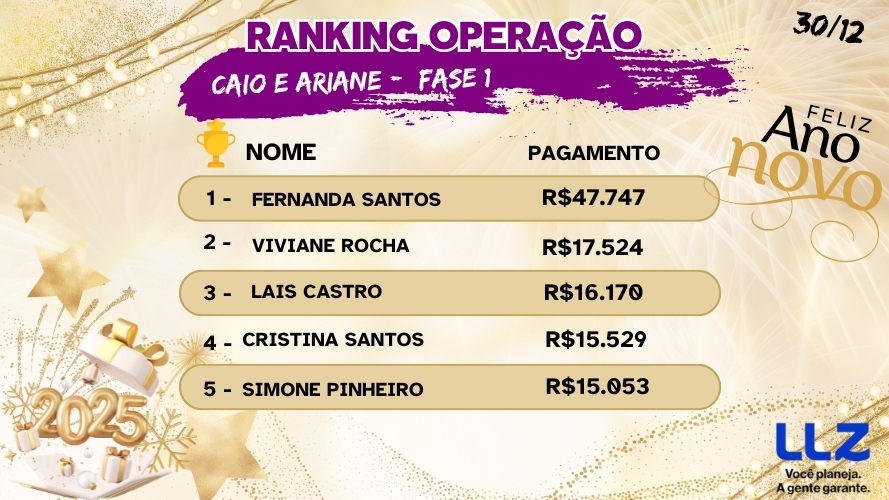 RANKING OPERAÇÃO
30/12
CAIO E ARIANE - FASE 1
FELIZ
Ano
novo
NOME PAGAMENTO
1 - FERNANDA SANTOS R$47.747
2 - VIVIANE ROCHA R$17.524
3 - LAIS CASTRO R$16.170
4 - CRISTINA SANTOS R$15.529
5 - SIMONE PINHEIRO R$15.053
2025
LLZ
Você planeja.
A gente garante.